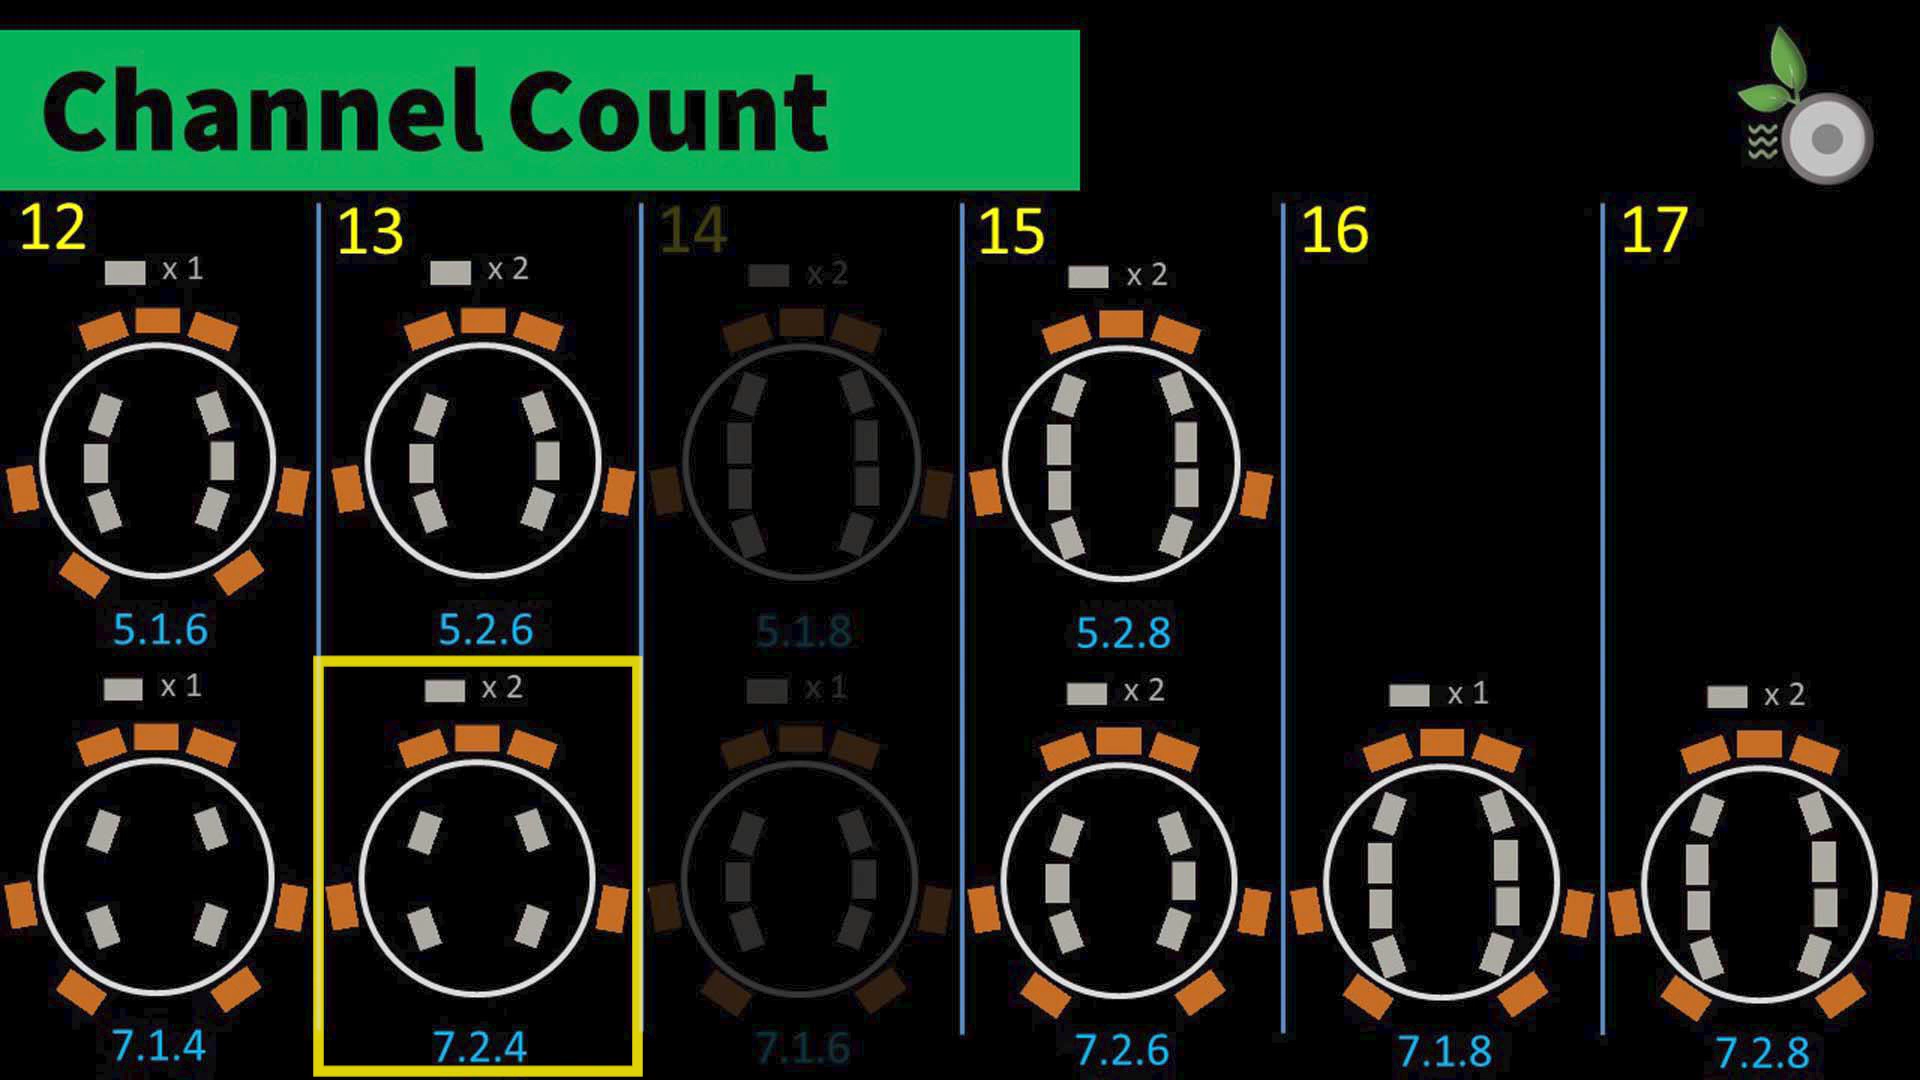 Channel Count
12
13
14
15
16
17
x 1
x 2
x 2
x 2
5.1.6
5.2.6
5.1.8
5.2.8
x 1
x 2
x 1
x 2
x 1
x 2
7.1.4
7.2.4
7.1.6
7.2.6
7.1.8
7.2.8